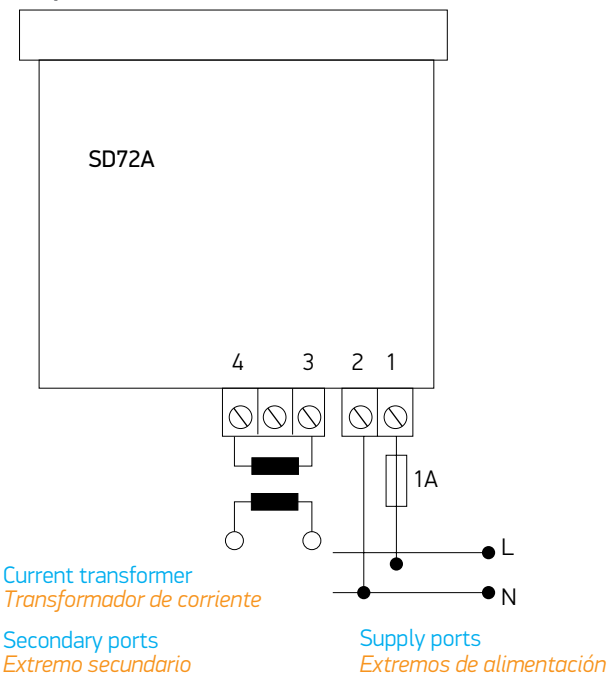 SD72A
4 3 2 1
1A
L
N
Current transformer
Transformador de corriente
Secondary ports
Extremo secundario
Supply ports
Extremos de alimentación